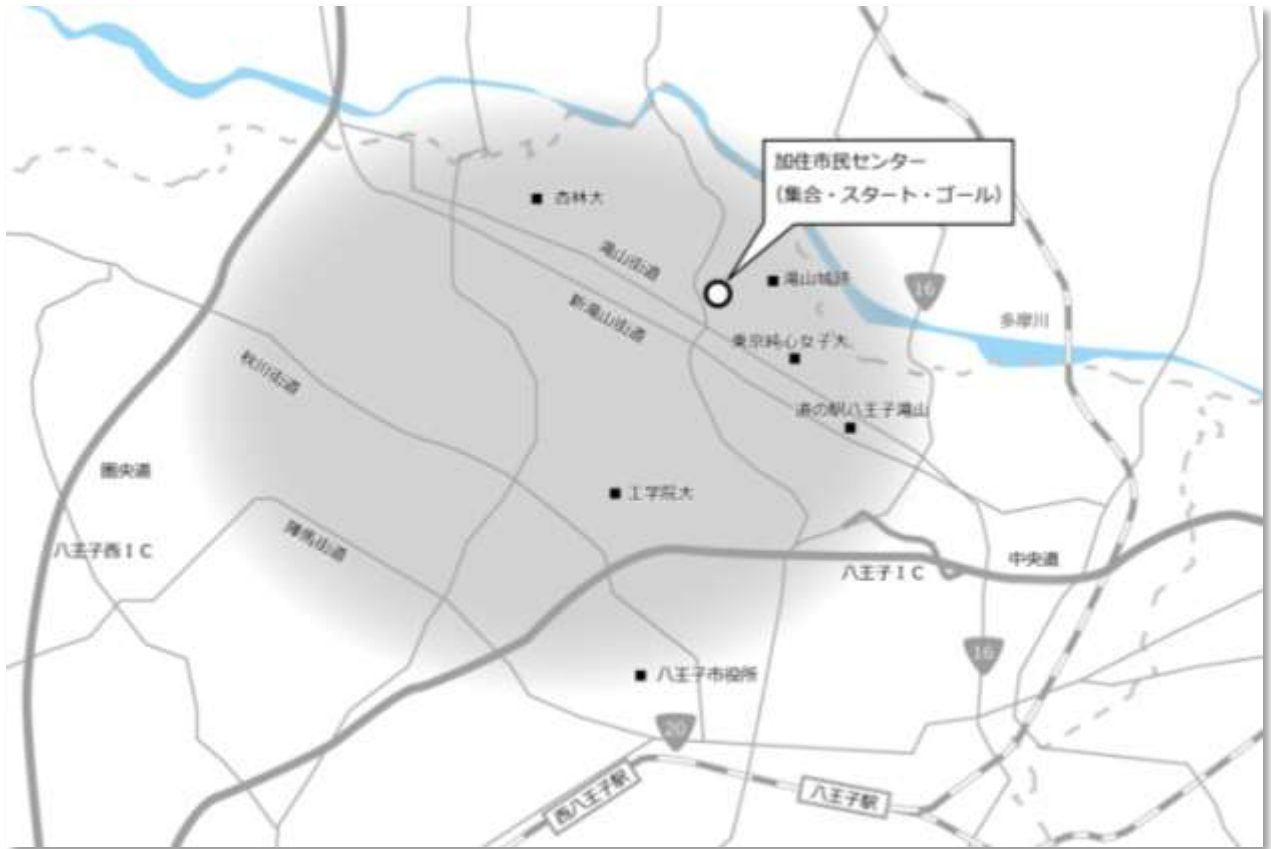 加住市民センター
（集合・スタート・ゴール）
杏林大
滝山街道
滝山城跡
16
新滝山街道
多摩川
東京純心女子大
秋川街道
道の駅八王子滝山
圏央道
工学院大
陣馬街道
八王子西ＩＣ
中央道
八王子ＩＣ
16
八王子市役所
20
西八王子駅
八王子駅